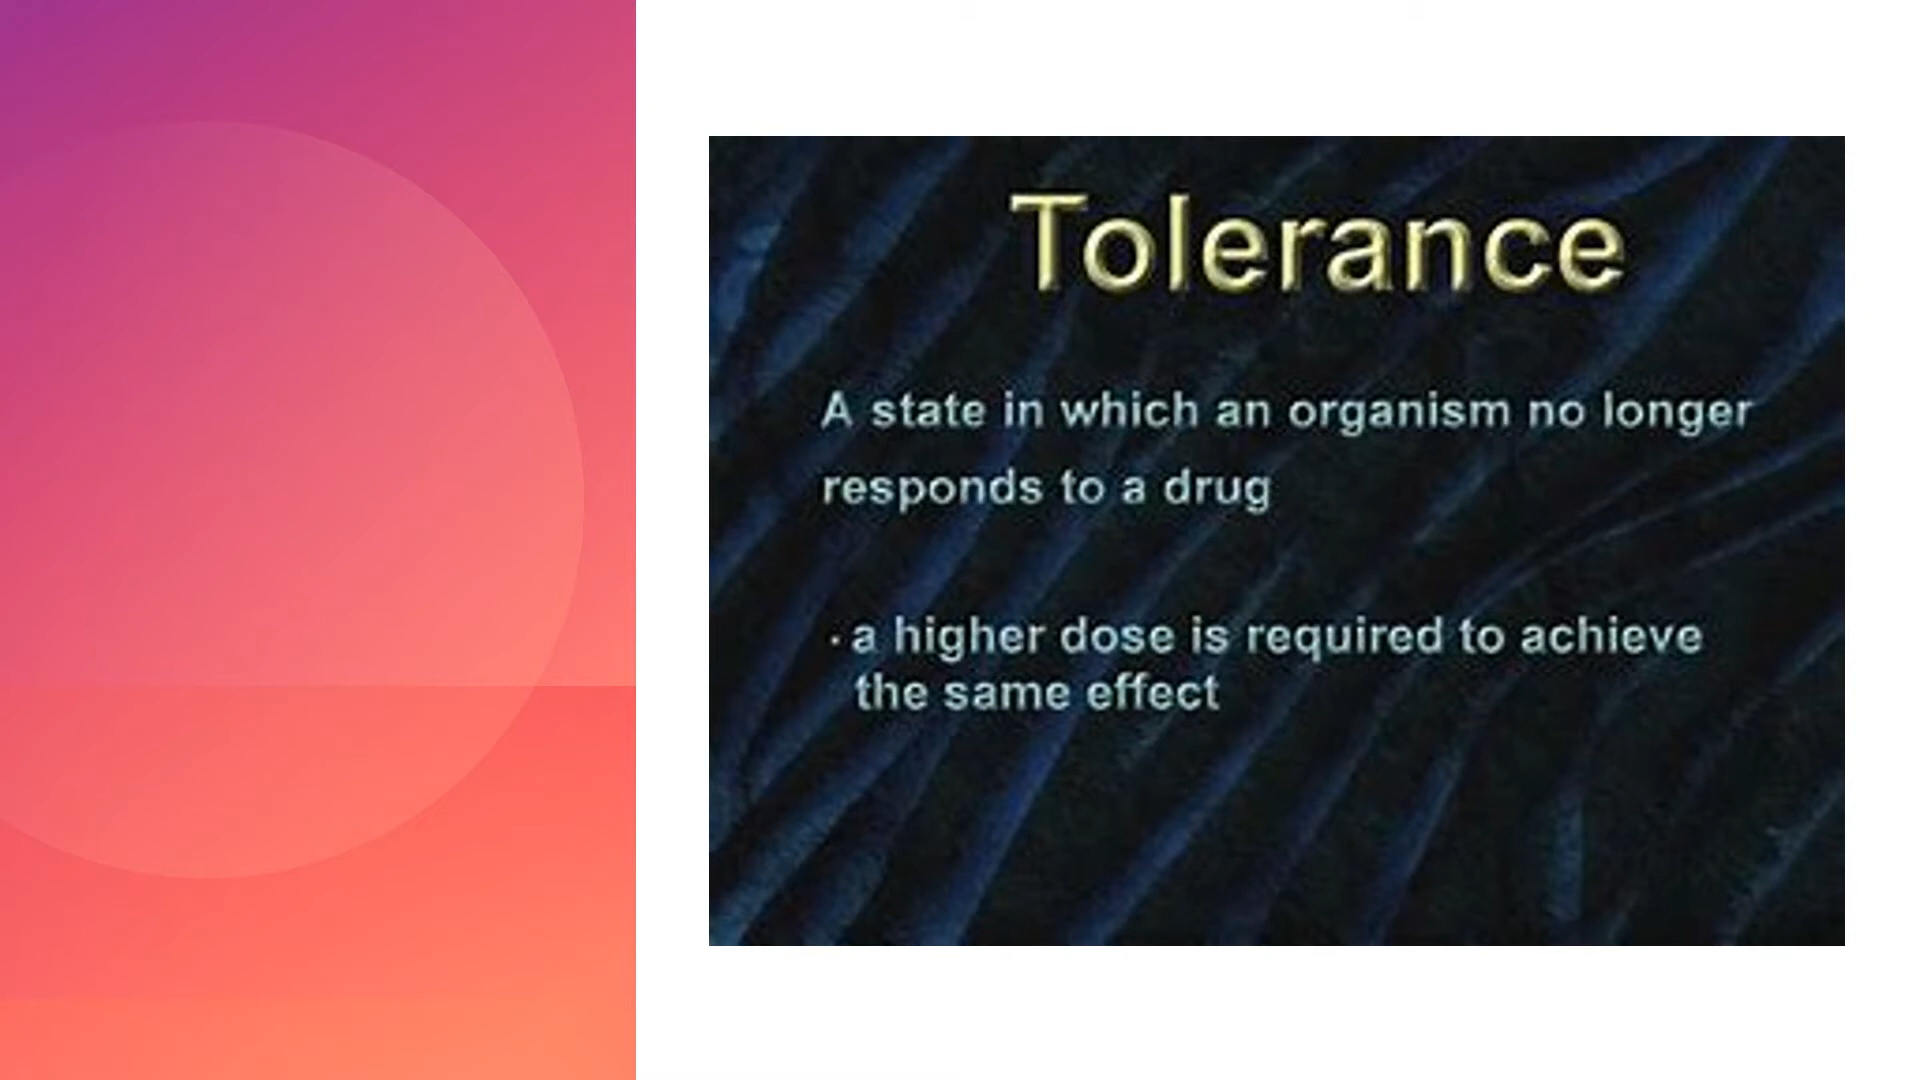 Tolerance
A state in which an organism no longer
responds to a drug
· a higher dose is required to achieve
the same effect